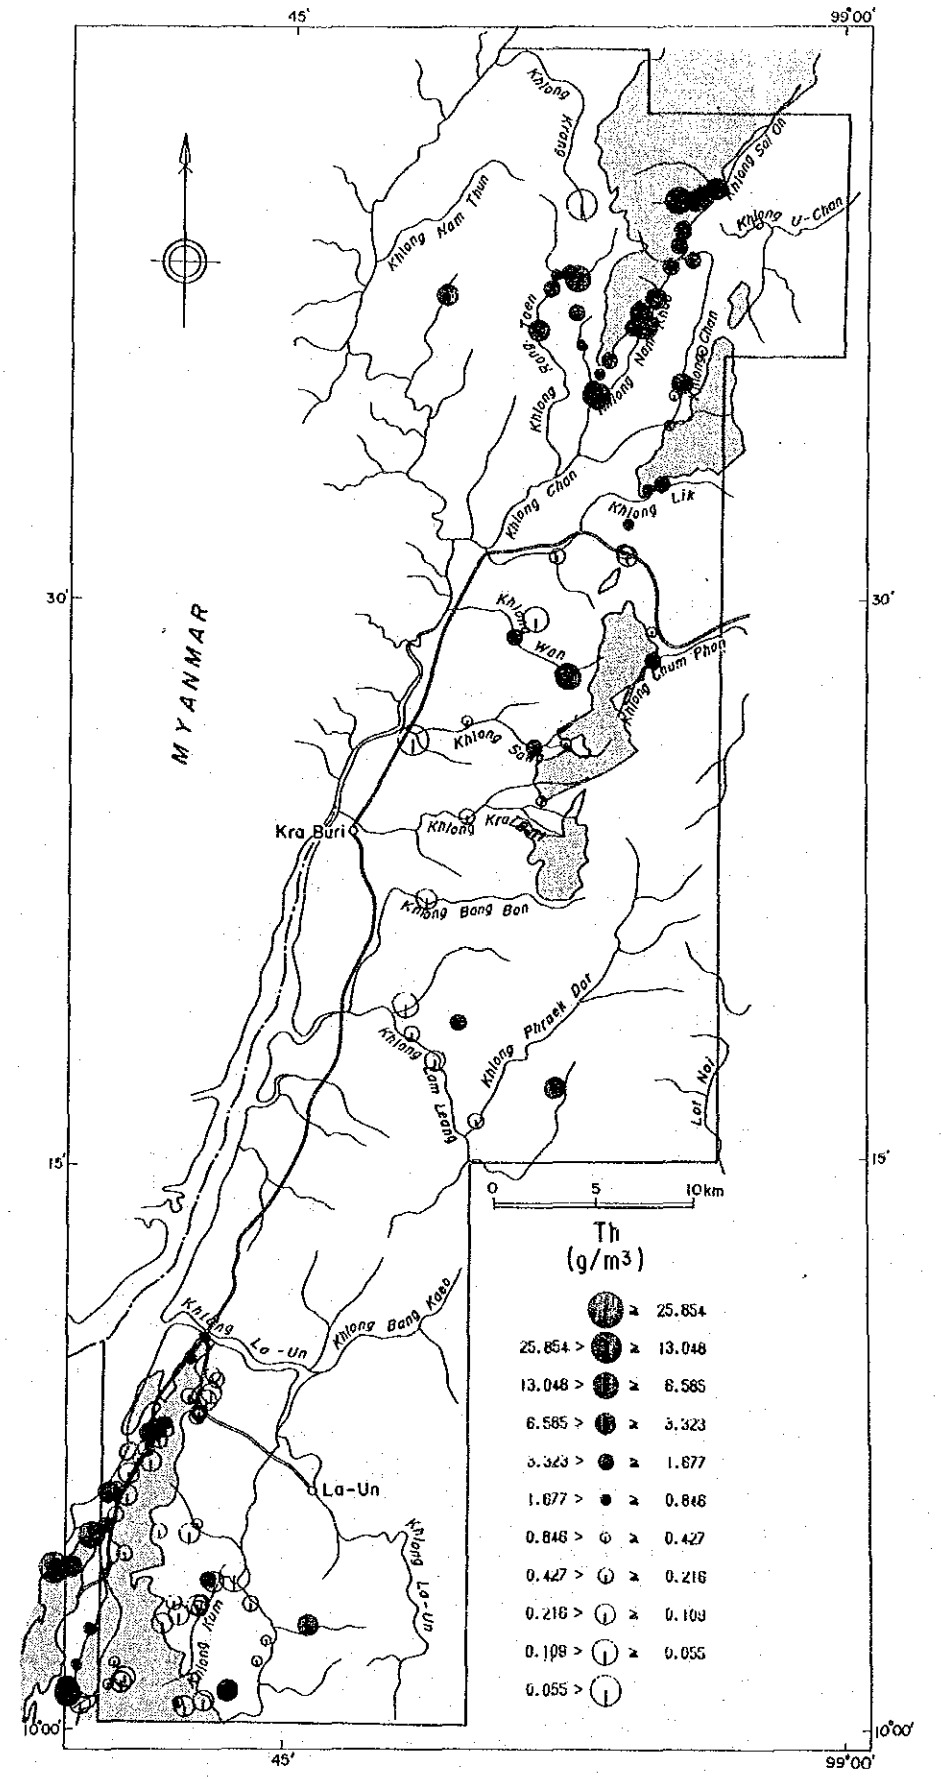 45'
99°00'
Khlong
Krang
Khlong Sai On
Khlong U-Chan
Khlong Nam Thun
Khlong Rang Taen
Khlong Nam Khao
Khlong Chan
Khlong Chan
Khlong Lik
30'
30'
MYANMAR
Khlong
Wan
Khlong Chum Phon
Khlong
Kra Buri
Khlong Kra Buri
Khlong Bang Bon
Khlong Phraek Dat
Khlong Lam Leang
Lat Noi
15'
15'
0 5 10km
Th
(g/m³)
≥ 25.854
25.854 > ≥ 13.048
13.048 > ≥ 6.585
6.585 > ≥ 3.323
3.323 > ≥ 1.677
1.677 > ≥ 0.846
0.846 > ≥ 0.427
0.427 > ≥ 0.216
0.216 > ≥ 0.109
0.109 > ≥ 0.055
0.055 >
Khlong La-Un
Khlong Bang Kaeo
La-Un
Khlong La-Un
Khlong Kum
10°00'
10°00'
45'
99°00'